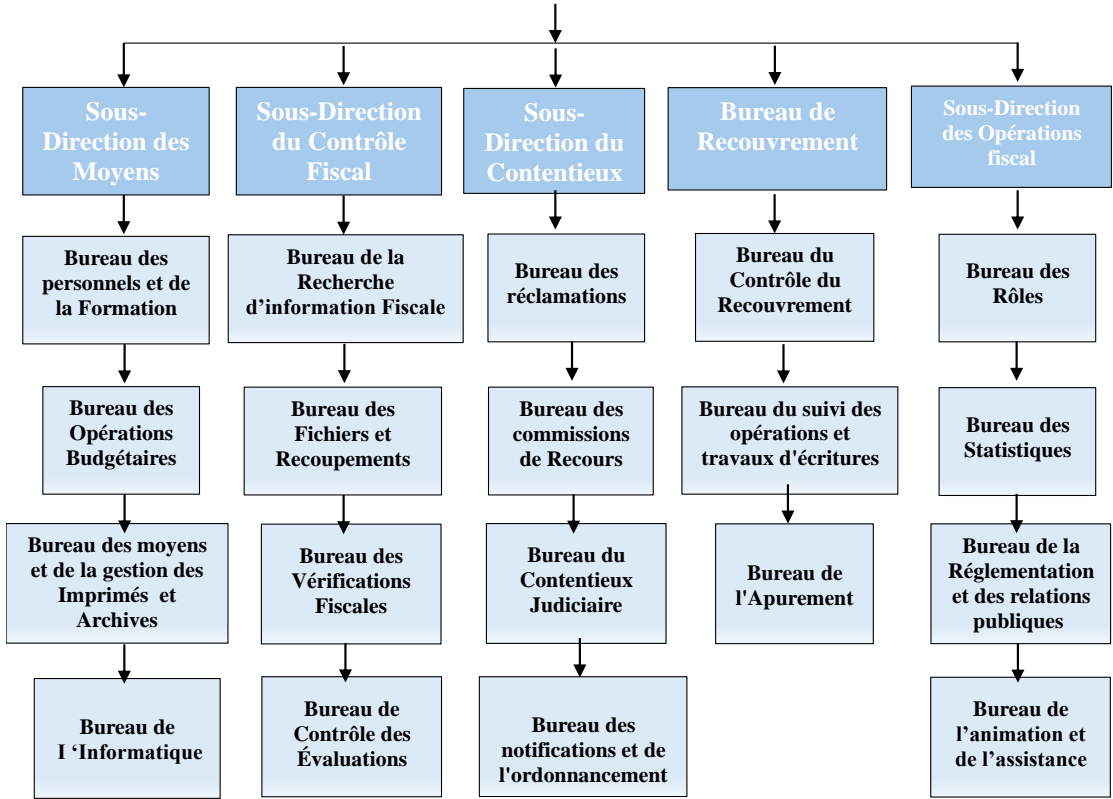 Sous-
Direction des
Moyens
Sous-Direction
du Contrôle
Fiscal
Sous-
Direction du
Contentieux
Bureau de
Recouvrement
Sous-Direction
des Opérations
fiscal
Bureau des
personnels et de
la Formation
Bureau de la
Recherche
d’information Fiscale
Bureau des
réclamations
Bureau du
Contrôle du
Recouvrement
Bureau des
Rôles
Bureau des
Opérations
Budgétaires
Bureau des
Fichiers et
Recoupements
Bureau des
commissions
de Recours
Bureau du suivi des
opérations et
travaux d'écritures
Bureau des
Statistiques
Bureau des moyens
et de la gestion des
Imprimés et
Archives
Bureau des
Vérifications
Fiscales
Bureau du
Contentieux
Judiciaire
Bureau de
l'Apurement
Bureau de la
Réglementation
et des relations
publiques
Bureau de
I ‘Informatique
Bureau de
Contrôle des
Évaluations
Bureau des
notifications et de
l'ordonnancement
Bureau de
l’animation et
de l’assistance